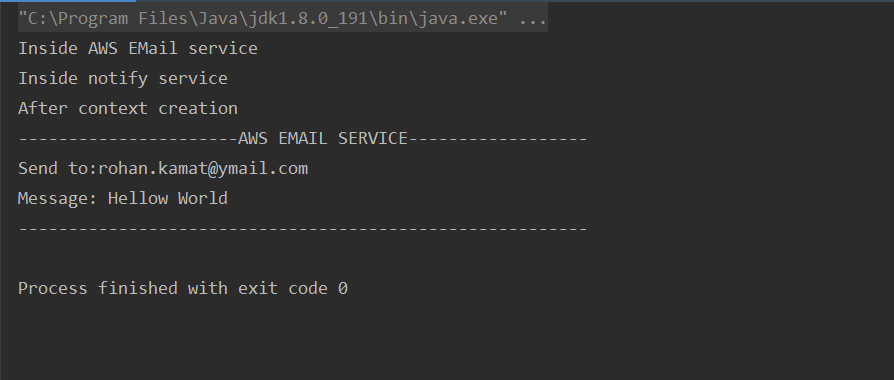 "C:\Program Files\Java\jdk1.8.0_191\bin\java.exe" ...
Inside AWS EMail service
Inside notify service
After context creation
----------------------AWS EMAIL SERVICE------------------
Send to:rohan.kamat@ymail.com
Message: Hellow World
---------------------------------------------------------
Process finished with exit code 0